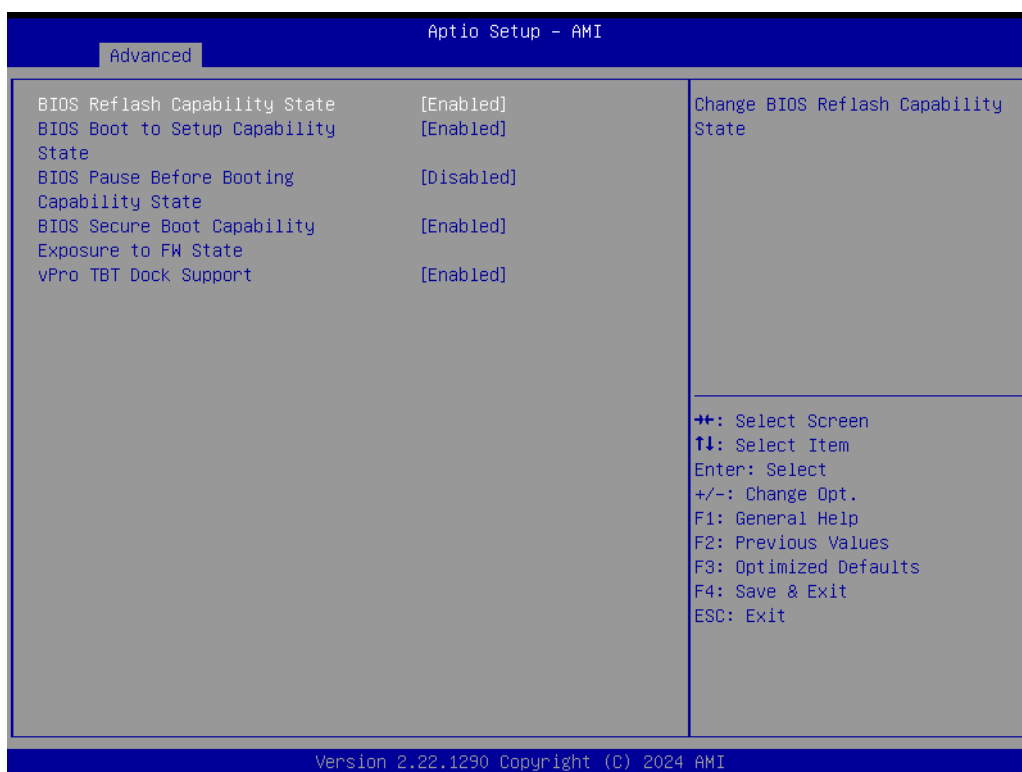 Aptio Setup – AMI
Advanced
BIOS Reflash Capability State [Enabled]
BIOS Boot to Setup Capability [Enabled]
State
BIOS Pause Before Booting [Disabled]
Capability State
BIOS Secure Boot Capability [Enabled]
Exposure to FW State
vPro TBT Dock Support [Enabled]
Change BIOS Reflash Capability
State
→←: Select Screen
↑↓: Select Item
Enter: Select
+/-: Change Opt.
F1: General Help
F2: Previous Values
F3: Optimized Defaults
F4: Save & Exit
ESC: Exit
Version 2.22.1290 Copyright (C) 2024 AMI